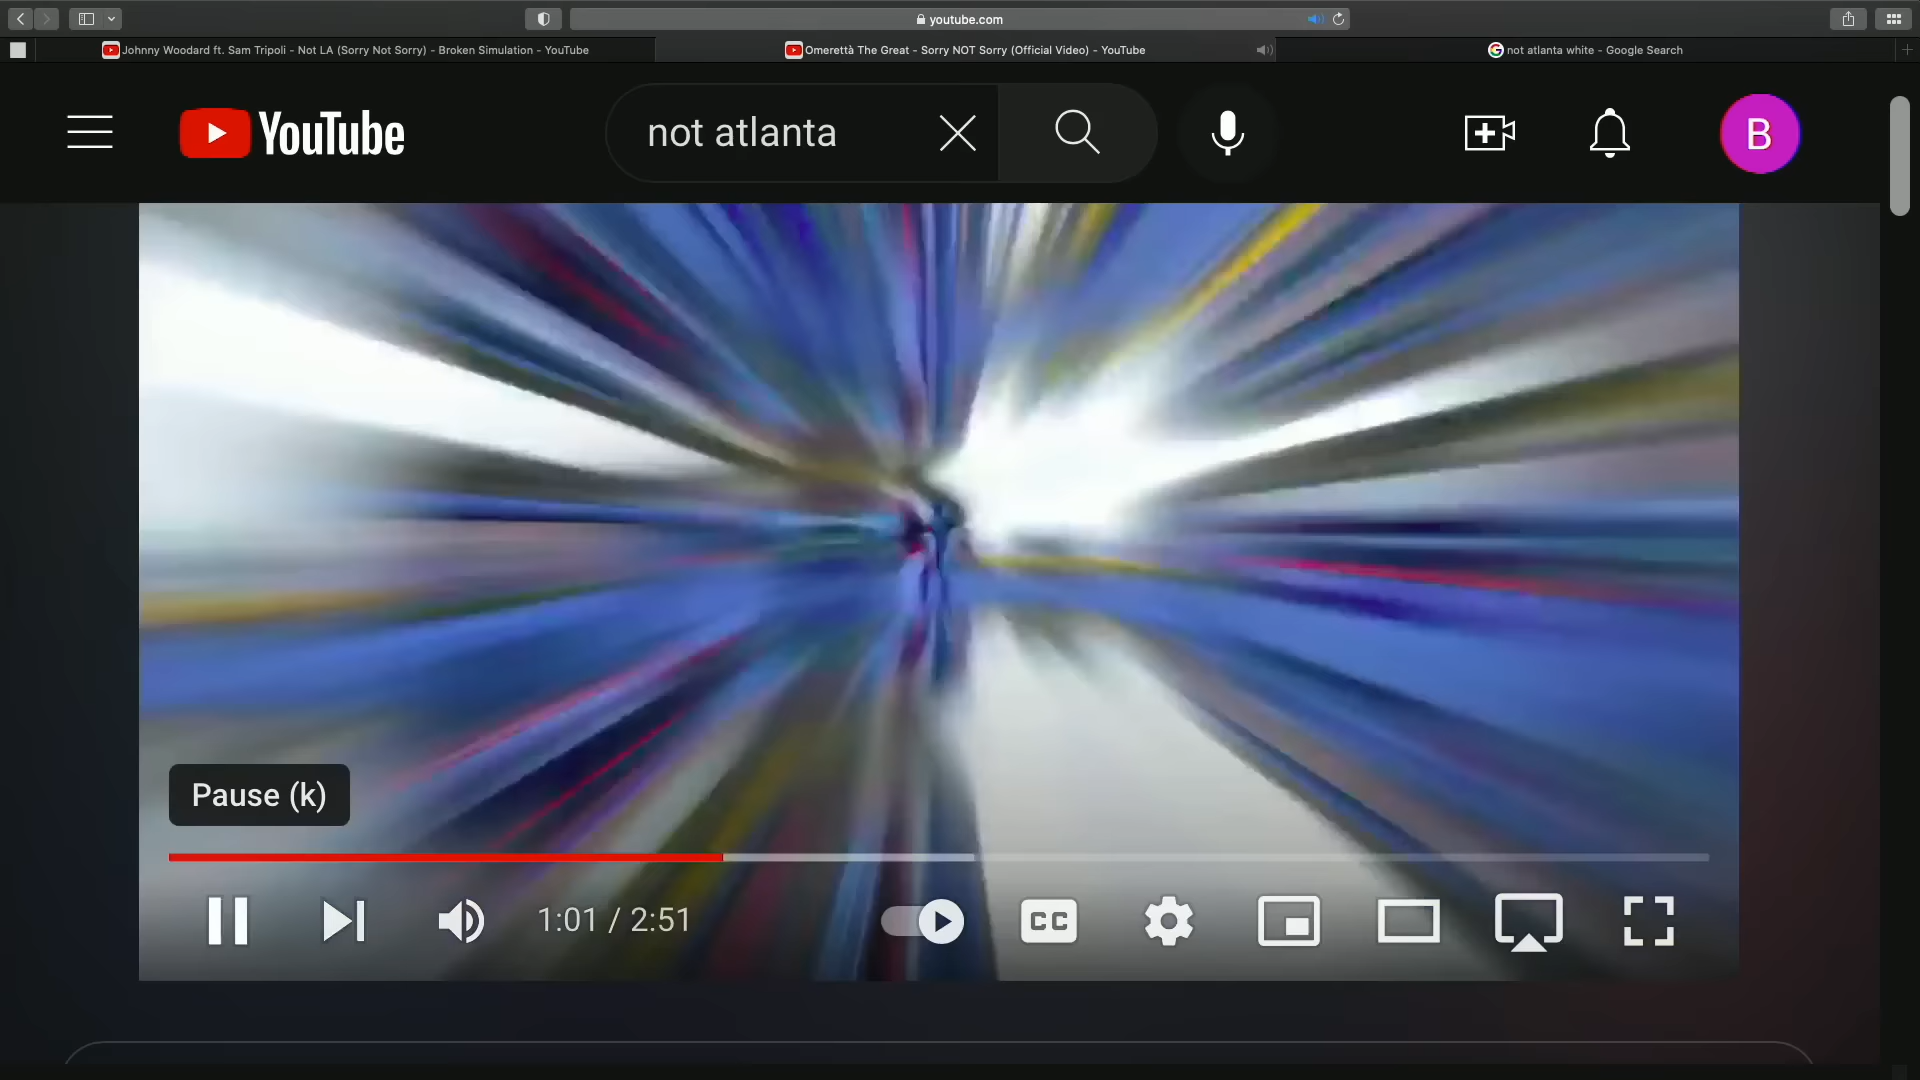 youtube.com
Johnny Woodard ft. Sam Tripoli - Not LA (Sorry Not Sorry) - Broken Simulation - YouTube
Omerettà The Great - Sorry NOT Sorry (Official Video) - YouTube
not atlanta white - Google Search
YouTube
not atlanta
B
Pause (k)
1:01 / 2:51
CC